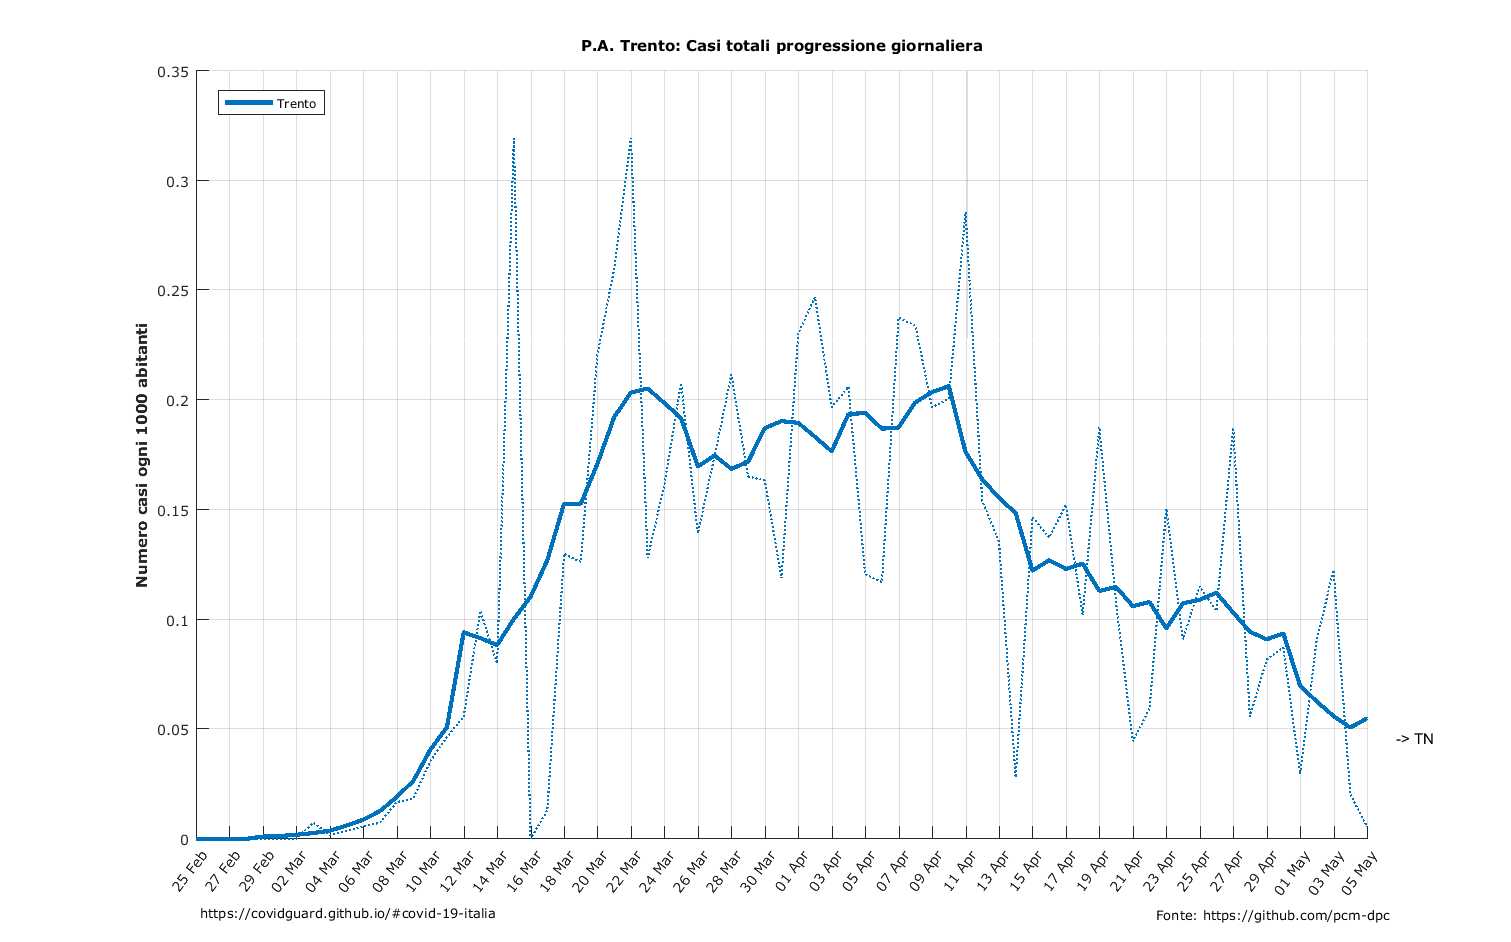 P.A. Trento: Casi totali progressione giornaliera
Trento
Numero casi ogni 1000 abitanti
0.35
0.3
0.25
0.2
0.15
0.1
0.05
0
25 Feb
27 Feb
29 Feb
02 Mar
04 Mar
06 Mar
08 Mar
10 Mar
12 Mar
14 Mar
16 Mar
18 Mar
20 Mar
22 Mar
24 Mar
26 Mar
28 Mar
30 Mar
01 Apr
03 Apr
05 Apr
07 Apr
09 Apr
11 Apr
13 Apr
15 Apr
17 Apr
19 Apr
21 Apr
23 Apr
25 Apr
27 Apr
29 Apr
01 May
03 May
05 May
-> TN
https://covidguard.github.io/#covid-19-italia
Fonte: https://github.com/pcm-dpc